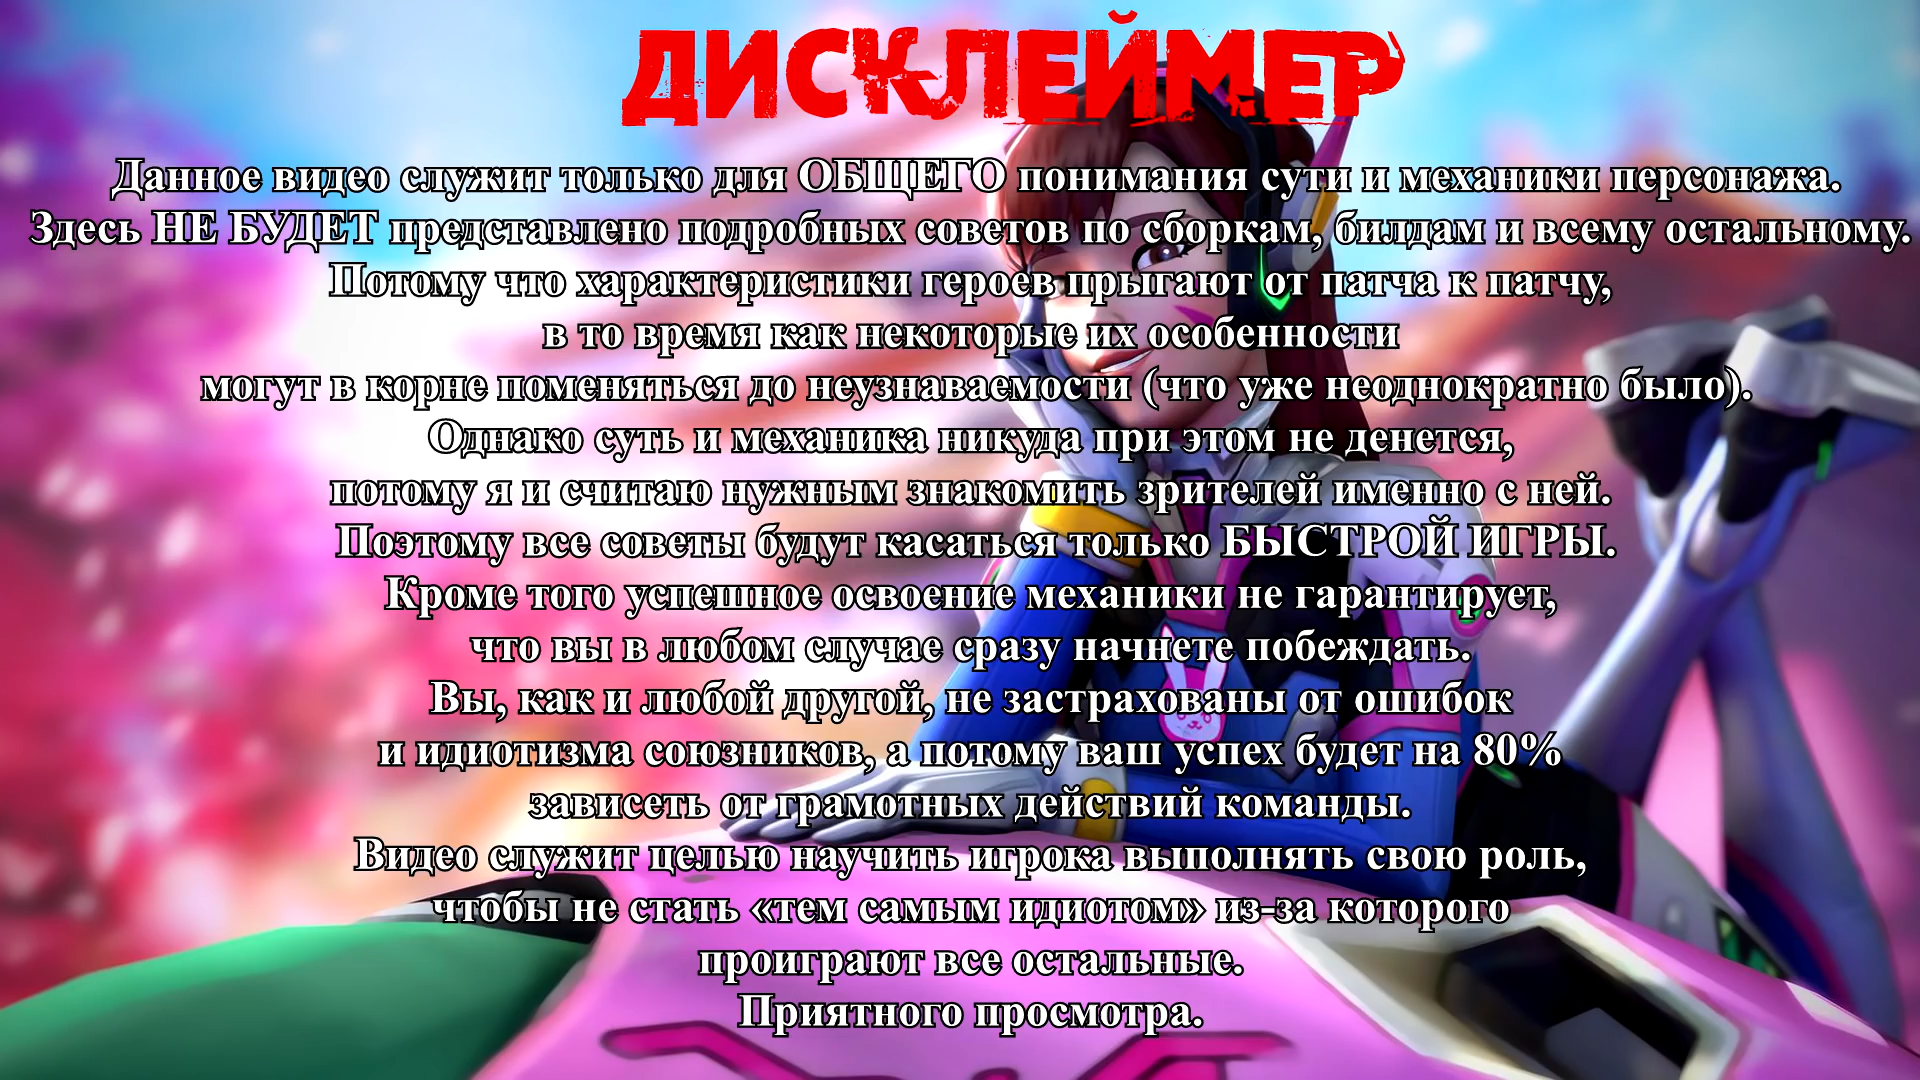 ДИСКЛЕЙМЕР
Данное видео служит только для ОБЩЕГО понимания сути и механики персонажа.
Здесь НЕ БУДЕТ представлено подробных советов по сборкам, билдам и всему остальному.
Потому что характеристики героев прыгают от патча к патчу,
в то время как некоторые их особенности
могут в корне поменяться до неузнаваемости (что уже неоднократно было).
Однако суть и механика никуда при этом не денется,
потому я и считаю нужным знакомить зрителей именно с ней.
Поэтому все советы будут касаться только БЫСТРОЙ ИГРЫ.
Кроме того успешное освоение механики не гарантирует,
что вы в любом случае сразу начнете побеждать.
Вы, как и любой другой, не застрахованы от ошибок
и идиотизма союзников, а потому ваш успех будет на 80%
зависеть от грамотных действий команды.
Видео служит целью научить игрока выполнять свою роль,
чтобы не стать «тем самым идиотом» из-за которого
проиграют все остальные.
Приятного просмотра.